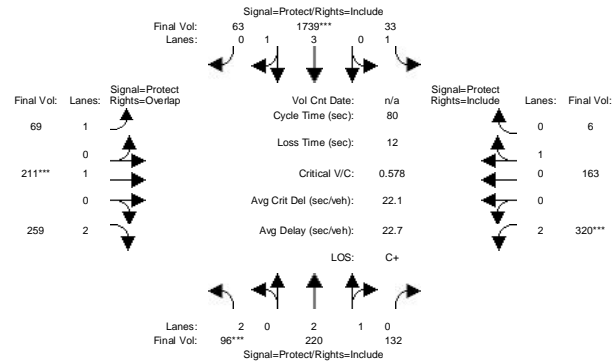 Signal=Protect/Rights=Include
Final Vol: 63 1739*** 33
Lanes: 0 1 3 0 1
Signal=Protect
Final Vol: Lanes: Rights=Overlap
Vol Cnt Date: n/a
Signal=Protect
Rights=Include Lanes: Final Vol:
Cycle Time (sec): 80
69 1
0 6
Loss Time (sec): 12
0
1
211*** 1
Critical V/C: 0.578
0 163
0
Avg Crit Del (sec/veh): 22.1
0
259 2
Avg Delay (sec/veh): 22.7
2 320***
LOS: C+
Lanes: 2 0 2 1 0
Final Vol: 96*** 220 132
Signal=Protect/Rights=Include